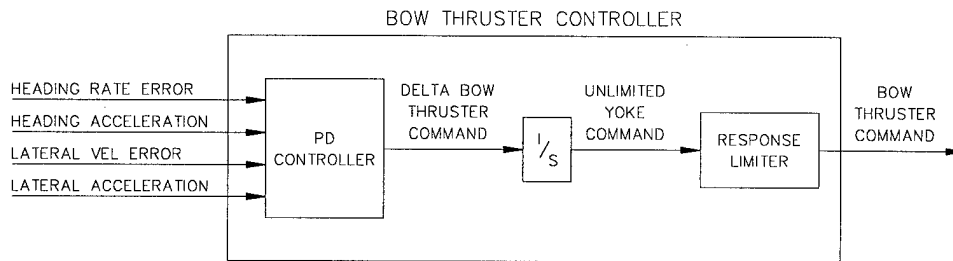 BOW THRUSTER CONTROLLER
HEADING RATE ERROR
HEADING ACCELERATION
LATERAL VEL ERROR
LATERAL ACCELERATION
PD
CONTROLLER
DELTA BOW
THRUSTER
COMMAND
1/S
UNLIMITED
YOKE
COMMAND
RESPONSE
LIMITER
BOW
THRUSTER
COMMAND